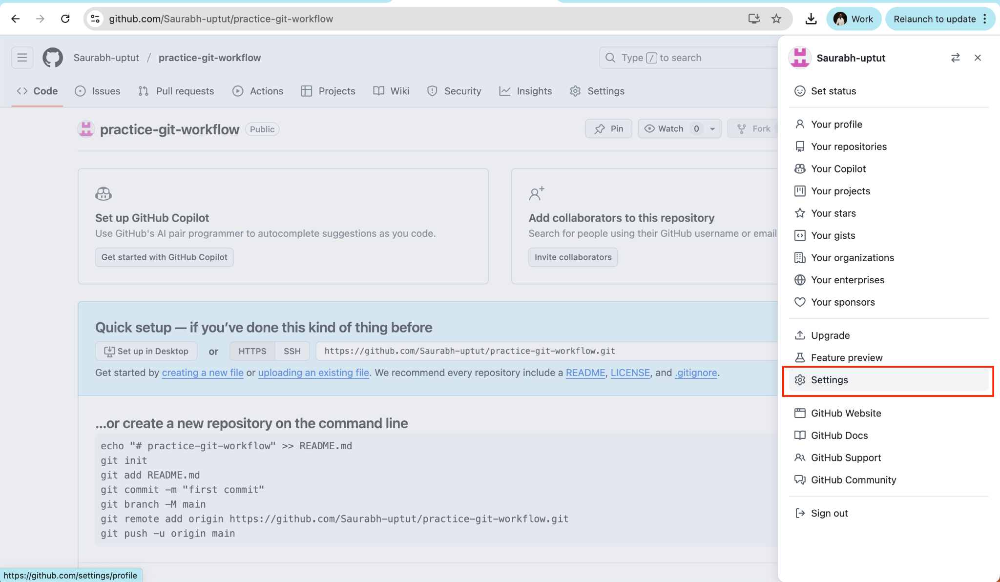 github.com/Saurabh-uptut/practice-git-workflow
Work
Relaunch to update
Saurabh-uptut / practice-git-workflow
Type / to search
Code
Issues
Pull requests
Actions
Projects
Wiki
Security
Insights
Settings
practice-git-workflow
Public
Pin
Watch 0
Fork
Set up GitHub Copilot
Use GitHub's AI pair programmer to autocomplete suggestions as you code.
Get started with GitHub Copilot
Add collaborators to this repository
Search for people using their GitHub username or email
Invite collaborators
Quick setup — if you’ve done this kind of thing before
Set up in Desktop
or
HTTPS
SSH
https://github.com/Saurabh-uptut/practice-git-workflow.git
Get started by creating a new file or uploading an existing file. We recommend every repository include a README, LICENSE, and .gitignore.
...or create a new repository on the command line
echo "# practice-git-workflow" >> README.md
git init
git add README.md
git commit -m "first commit"
git branch -M main
git remote add origin https://github.com/Saurabh-uptut/practice-git-workflow.git
git push -u origin main
https://github.com/settings/profile
Saurabh-uptut
Set status
Your profile
Your repositories
Your Copilot
Your projects
Your stars
Your gists
Your organizations
Your enterprises
Your sponsors
Upgrade
Feature preview
Settings
GitHub Website
GitHub Docs
GitHub Support
GitHub Community
Sign out